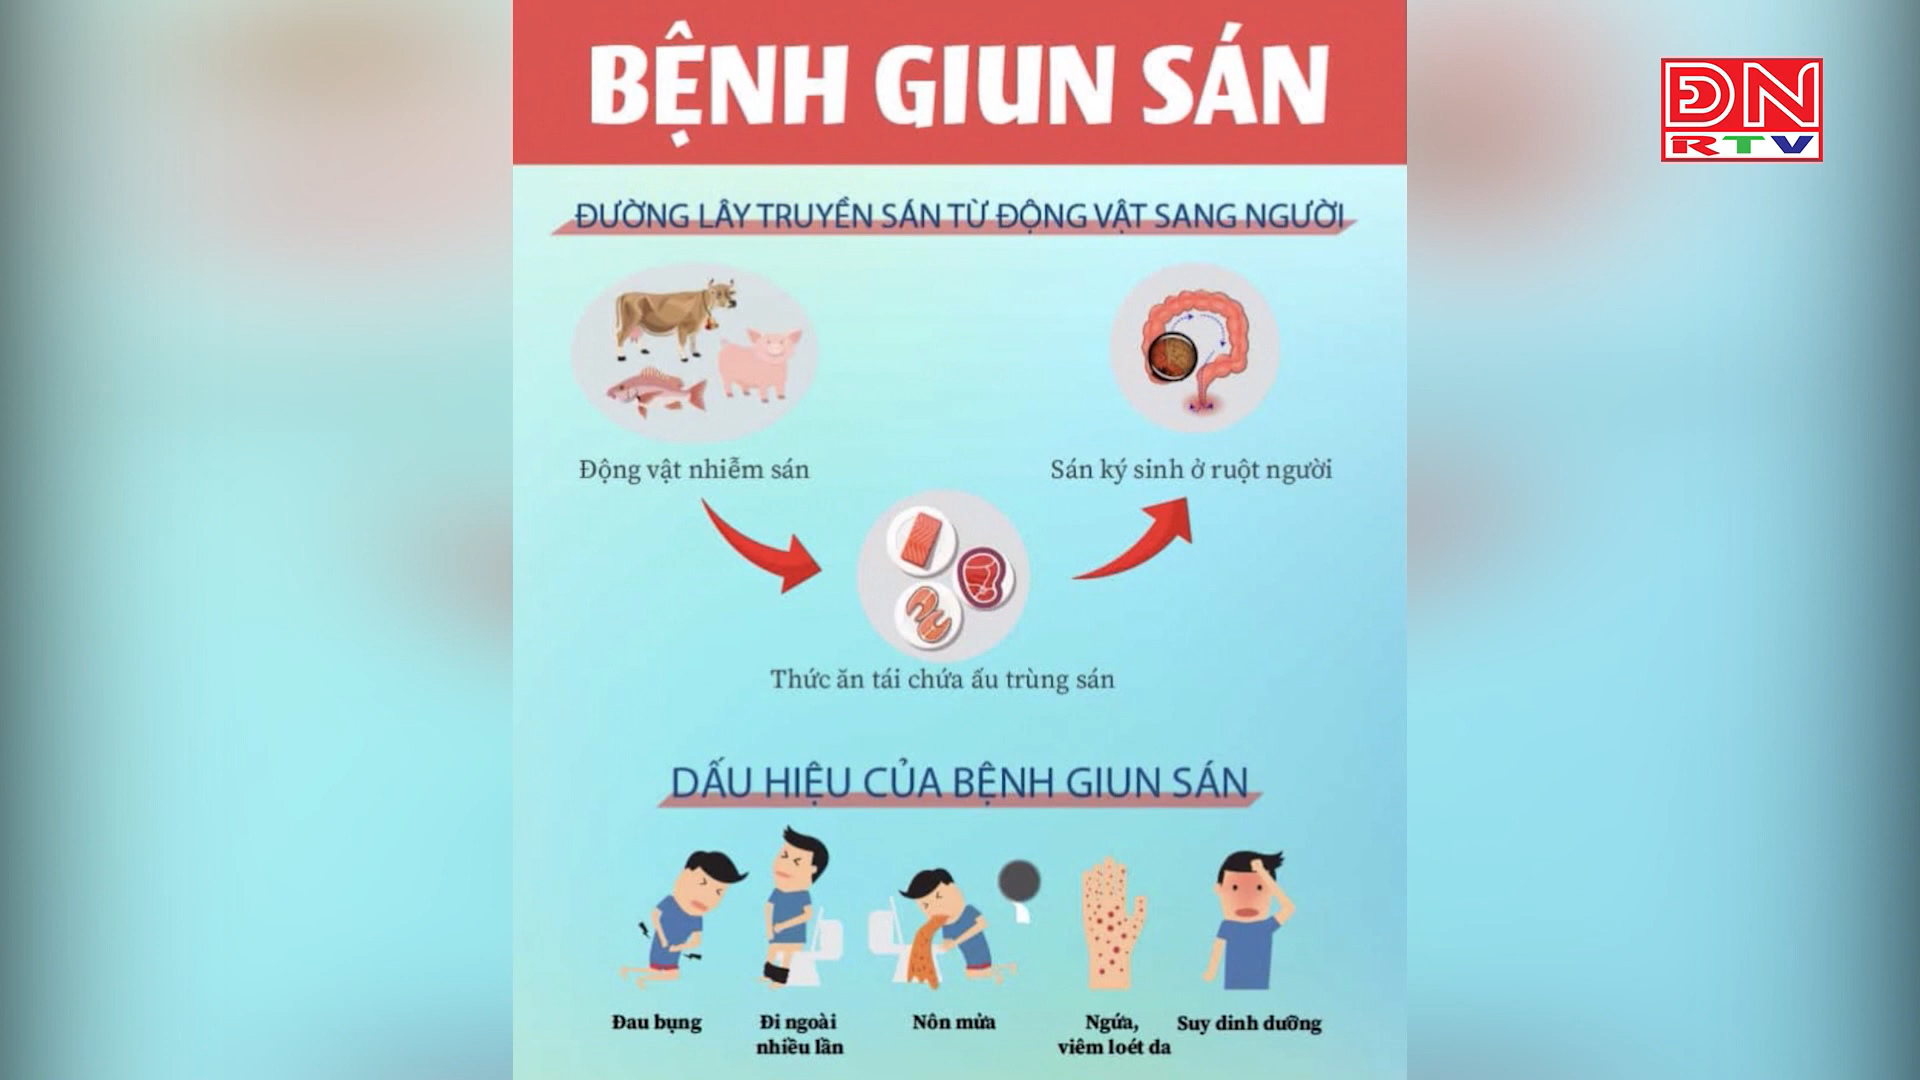 BỆNH GIUN SÁN
ĐN
RTV
ĐƯỜNG LÂY TRUYỀN SÁN TỪ ĐỘNG VẬT SANG NGƯỜI
Động vật nhiễm sán
Sán ký sinh ở ruột người
Thức ăn tái chứa ấu trùng sán
DẤU HIỆU CỦA BỆNH GIUN SÁN
Đau bụng
Đi ngoài
nhiều lần
Nôn mửa
Ngứa,
viêm loét da
Suy dinh dưỡng